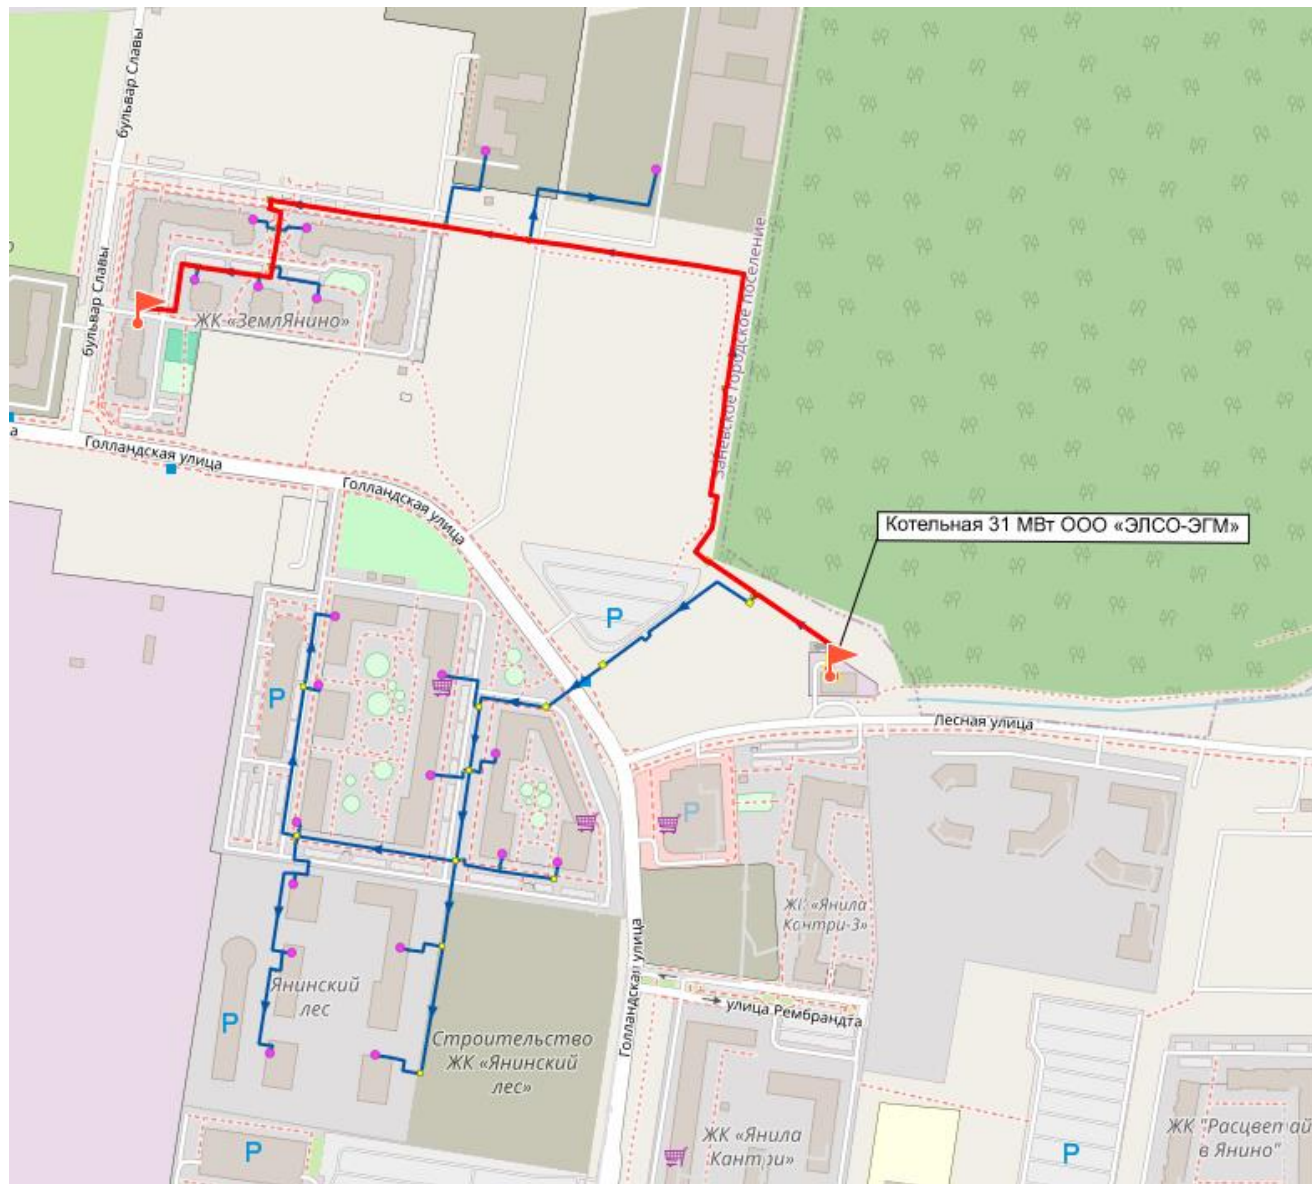 бульвар Славы
бульвар Славы
ЖК «ЗемлЯнино»
Заневское городское поселение
а
Голландская улица
Голландская улица
Котельная 31 МВт ООО «ЭЛСО-ЭГМ»
P
P
Лесная улица
P
ЖК «Янила
Кантри-3»
Янинский
лес
P
Голландская улица
улица Рембрандта
Строительство
ЖК «Янинский
лес»
P
ЖК «Янила
Кантри»
P
ЖК "Расцветай
в Янино"